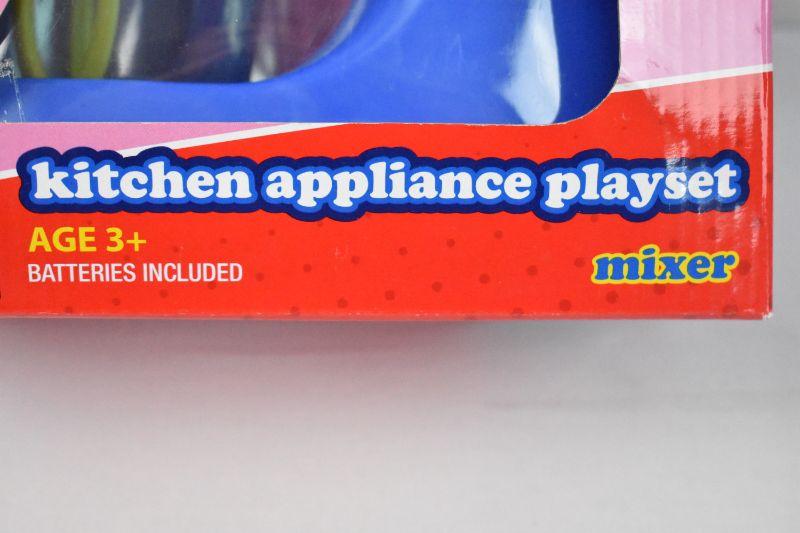 kitchen appliance playset
AGE 3+
BATTERIES INCLUDED
mixer